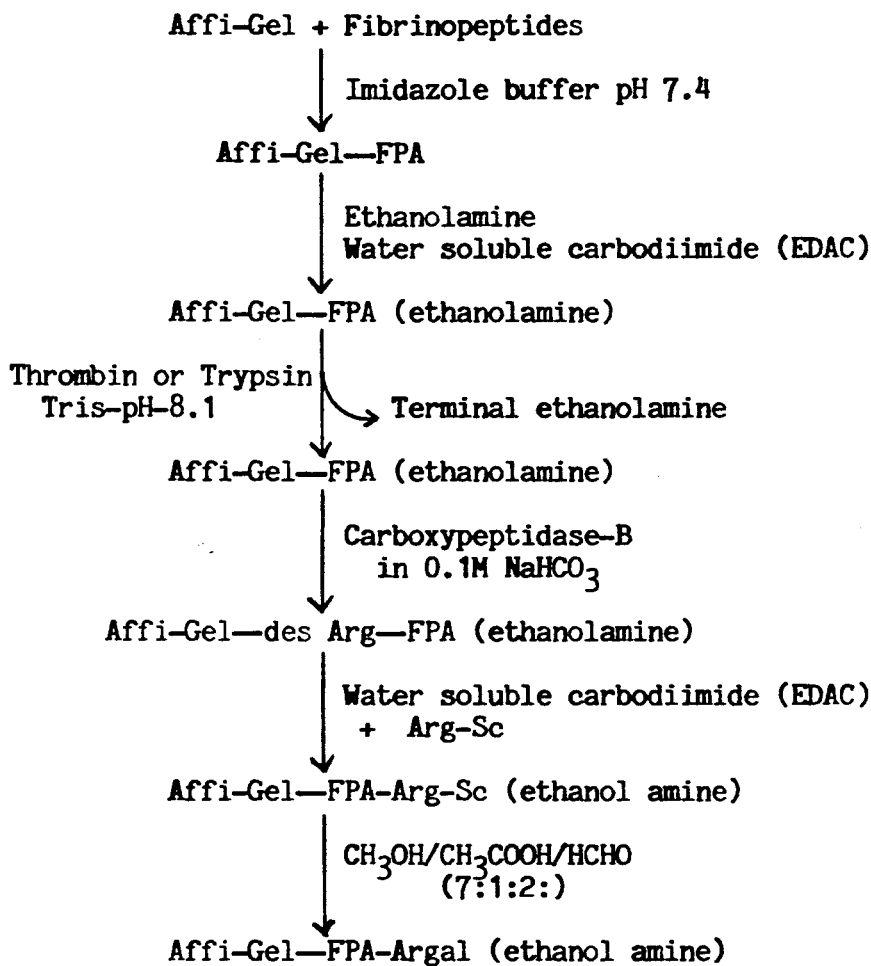 Affi-Gel + Fibrinopeptides
Imidazole buffer pH 7.4
Affi-Gel—FPA
Ethanolamine
Water soluble carbodiimide (EDAC)
Affi-Gel—FPA (ethanolamine)
Thrombin or Trypsin
Tris-pH-8.1
Terminal ethanolamine
Affi-Gel—FPA (ethanolamine)
Carboxypeptidase-B
in 0.1M NaHCO3
Affi-Gel—des Arg—FPA (ethanolamine)
Water soluble carbodiimide (EDAC)
+ Arg-Sc
Affi-Gel—FPA-Arg-Sc (ethanol amine)
CH3OH/CH3COOH/HCHO
(7:1:2:)
Affi-Gel—FPA-Argal (ethanol amine)